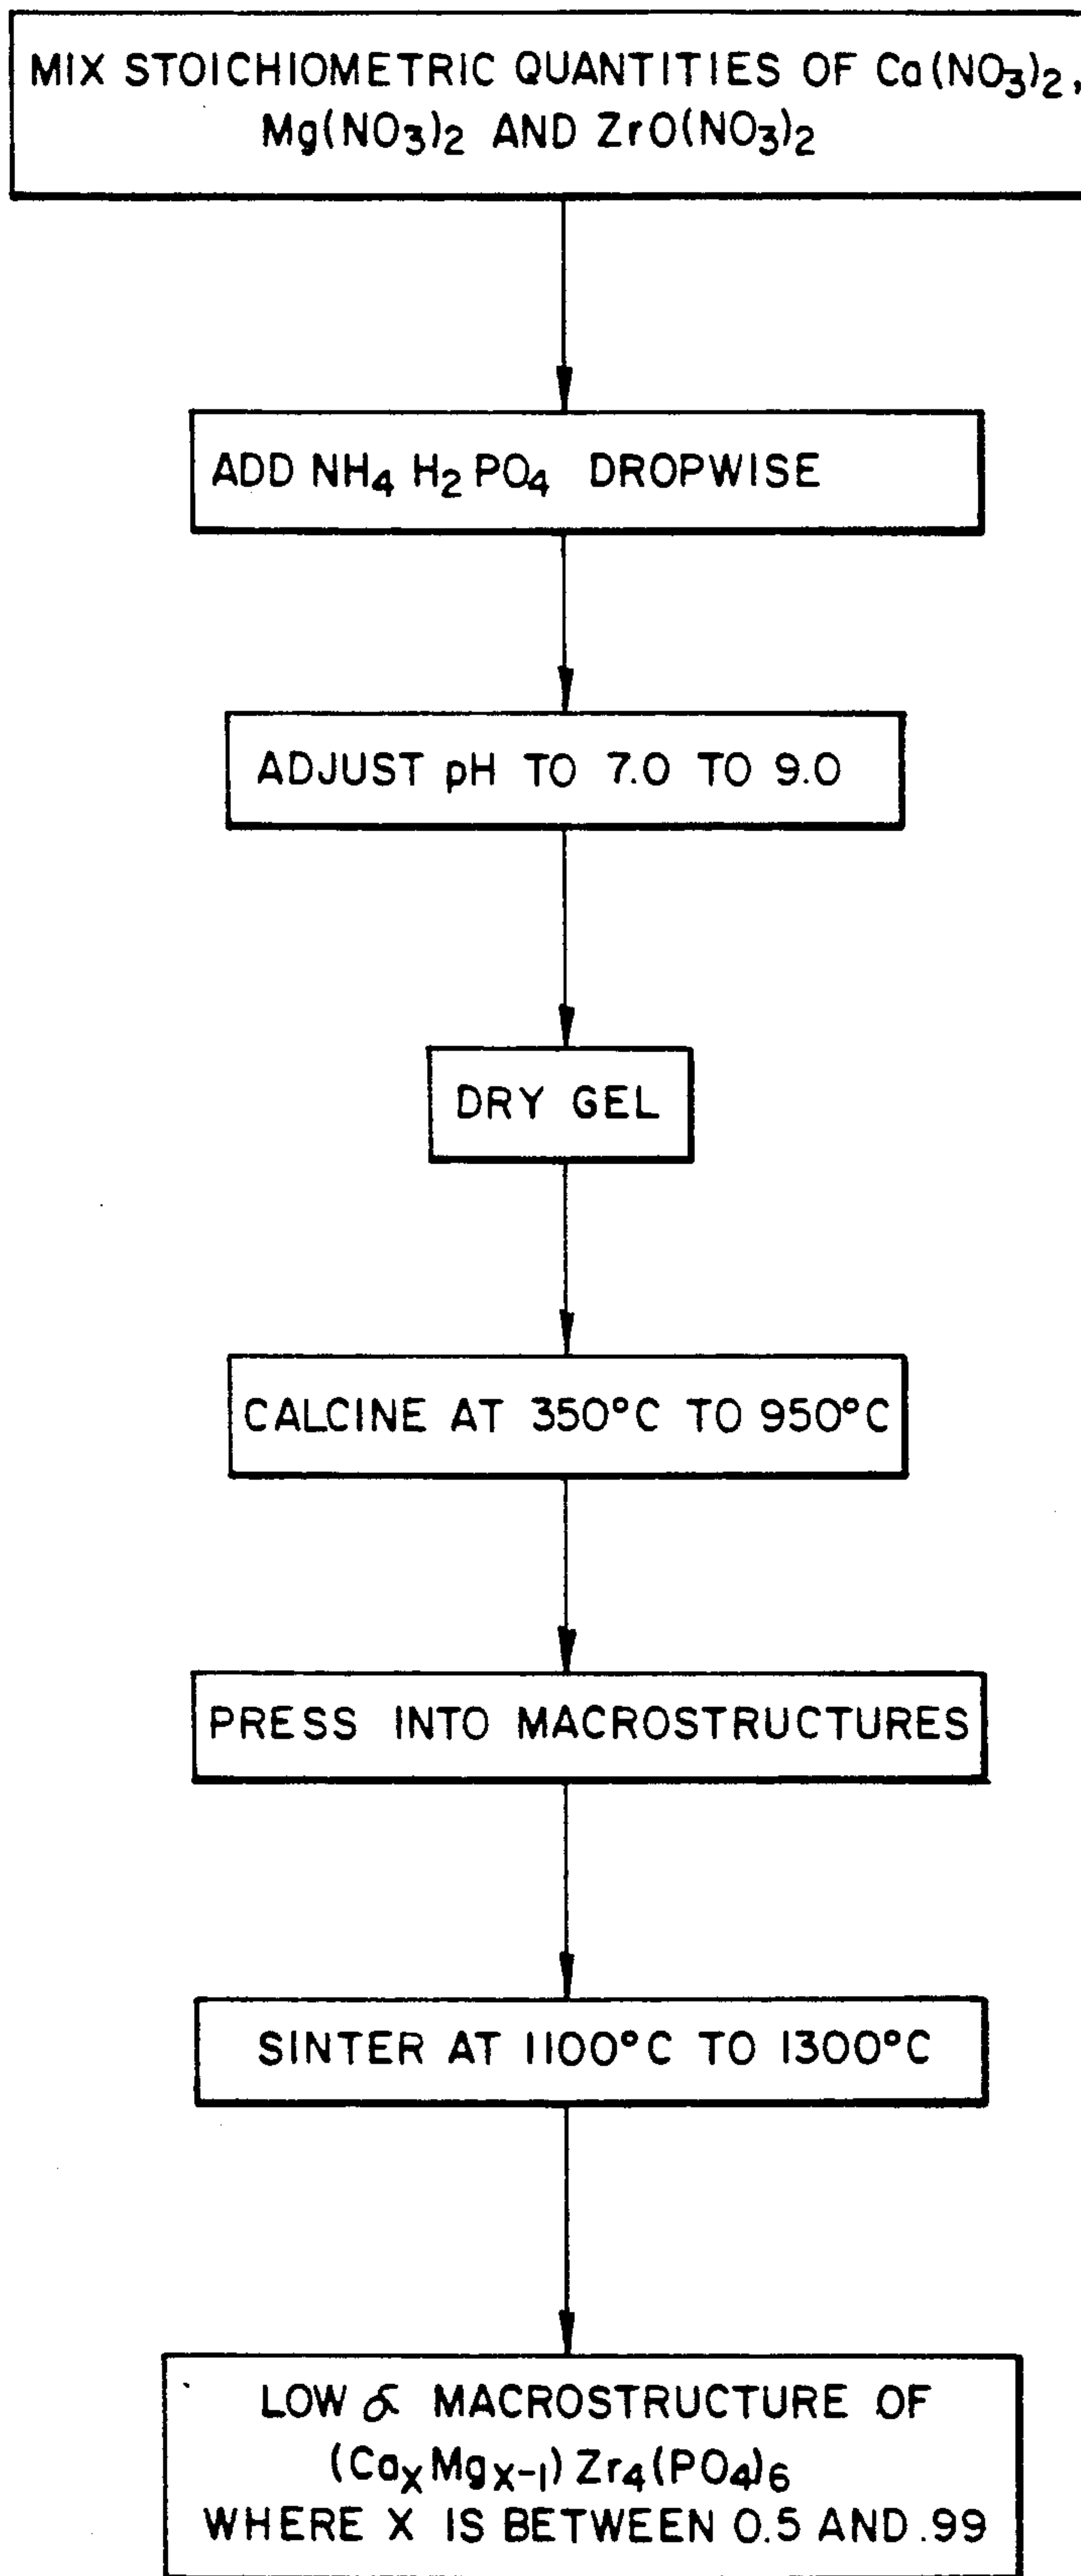 MIX STOICHIOMETRIC QUANTITIES OF Ca(NO₃)₂,
Mg(NO₃)₂ AND ZrO(NO₃)₂
ADD NH₄ H₂ PO₄ DROPWISE
ADJUST pH TO 7.0 TO 9.0
DRY GEL
CALCINE AT 350°C TO 950°C
PRESS INTO MACROSTRUCTURES
SINTER AT 1100°C TO 1300°C
LOW ɗ MACROSTRUCTURE OF
(CaₓMgₓ₋₁) Zr₄(PO₄)₆
WHERE X IS BETWEEN 0.5 AND .99